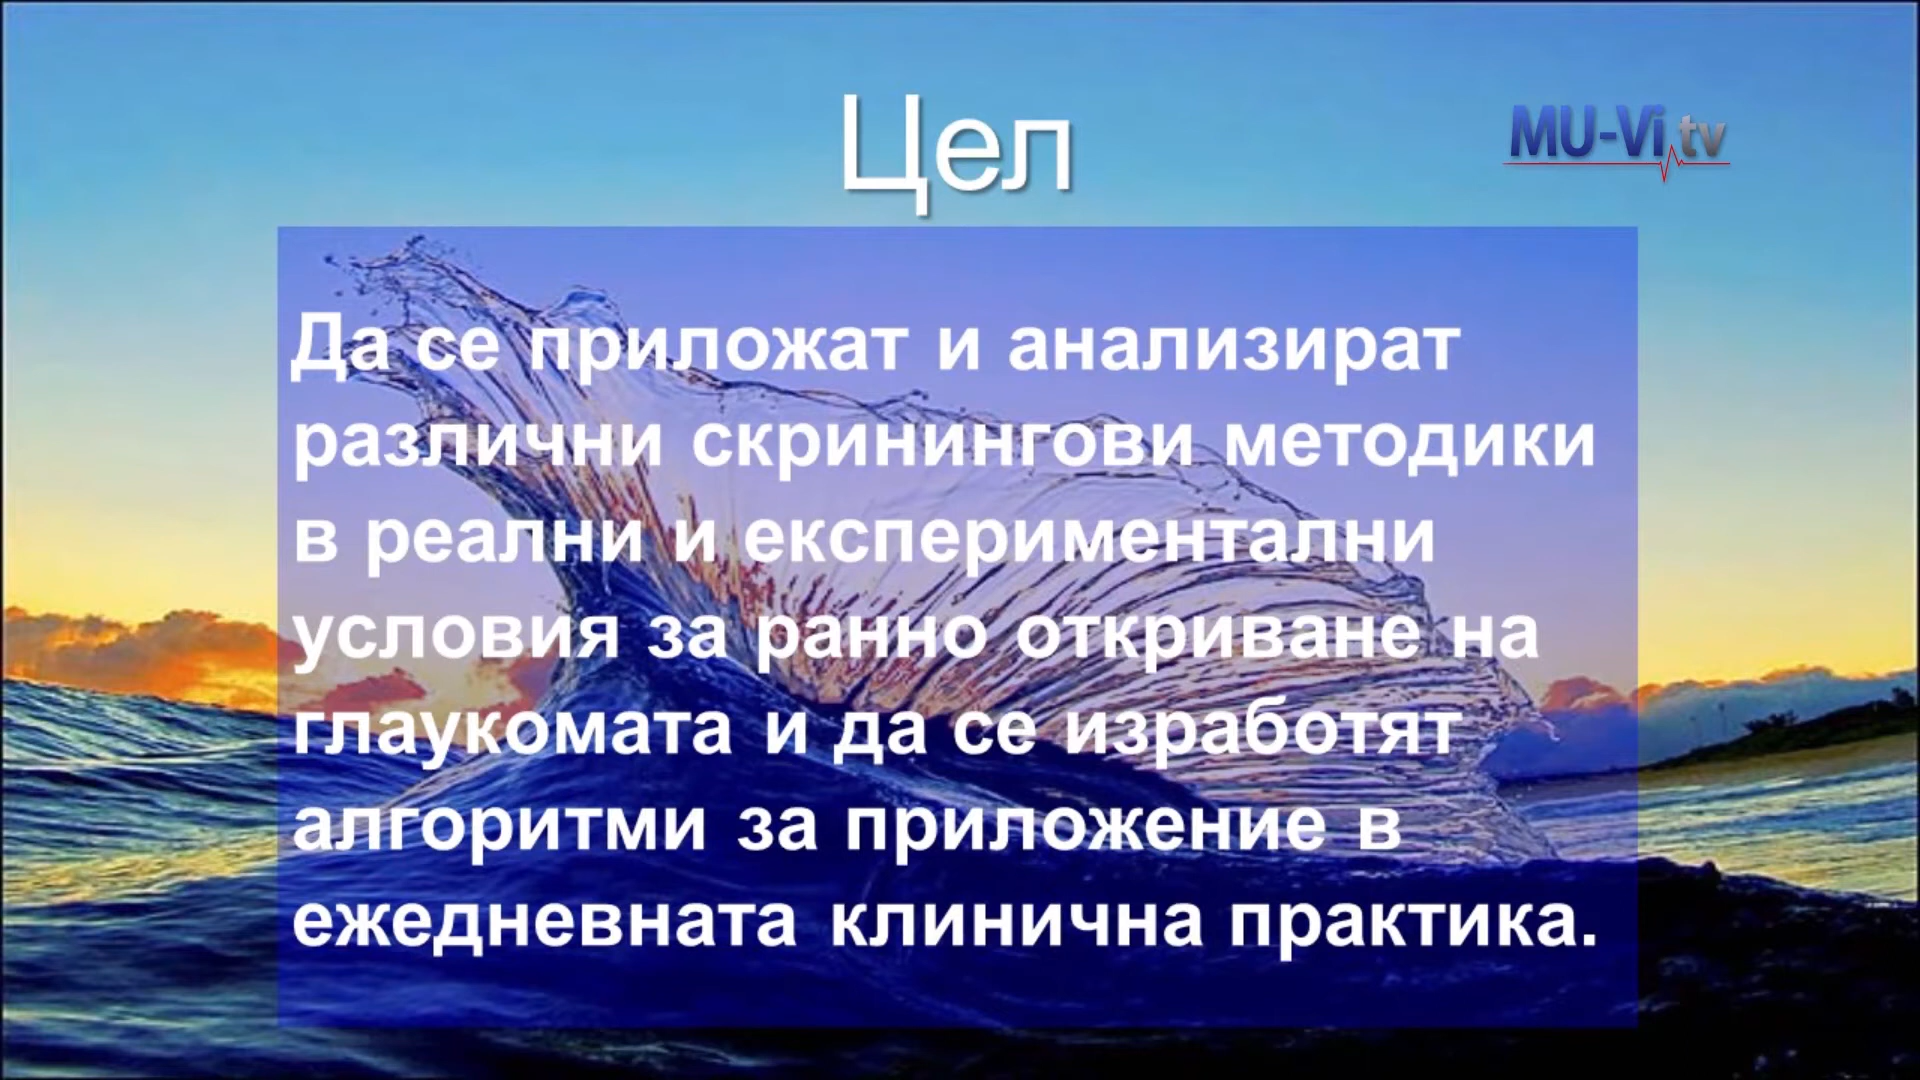 Цел
MU-Vi.tv
Да се приложат и анализират
различни скринингови методики
в реални и експериментални
условия за ранно откриване на
глаукомата и да се изработят
алгоритми за приложение в
ежедневната клинична практика.